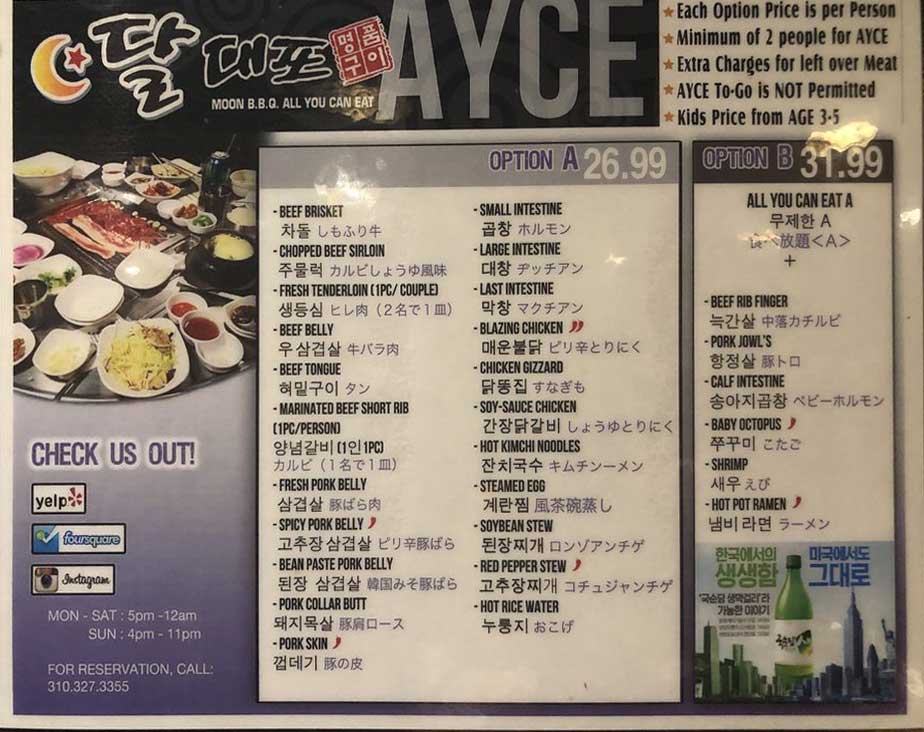 달 대포 명품 구이
MOON B.B.Q. ALL YOU CAN EAT
AYCE
Each Option Price is per Person
Minimum of 2 people for AYCE
Extra Charges for left over Meat
AYCE To-Go is NOT Permitted
Kids Price from AGE 3-5
OPTION A 26.99
- BEEF BRISKET
차돌 しもふり牛
- CHOPPED BEEF SIRLOIN
주물럭 カルビしょうゆ風味
- FRESH TENDERLOIN (1PC/ COUPLE)
생등심 ヒレ肉（２名で１皿）
- BEEF BELLY
우삼겹살 牛バラ肉
- BEEF TONGUE
혀밑구이 タン
- MARINATED BEEF SHORT RIB
(1PC/PERSON)
양념갈비 (1인1PC)
カルビ（１名で１皿）
- FRESH PORK BELLY
삼겹살 豚ばら肉
- SPICY PORK BELLY
고추장삼겹살 ピリ辛豚ばら
- BEAN PASTE PORK BELLY
된장 삼겹살 韓国みそ豚ばら
- PORK COLLAR BUTT
돼지목살 豚肩ロース
- PORK SKIN
껍데기 豚の皮
- SMALL INTESTINE
곱창 ホルモン
- LARGE INTESTINE
대창 ヂッチアン
- LAST INTESTINE
막창 マクチアン
- BLAZING CHICKEN
매운불닭 ピリ辛とりにく
- CHICKEN GIZZARD
닭똥집 すなぎも
- SOY-SAUCE CHICKEN
간장닭갈비 しょうゆとりにく
- HOT KIMCHI NOODLES
잔치국수 キムチンーメン
- STEAMED EGG
계란찜 風茶碗蒸し
- SOYBEAN STEW
된장찌개 ロンゾアンチゲ
- RED PEPPER STEW
고추장찌개 コチュジャンチゲ
- HOT RICE WATER
누룽지 おこげ
OPTION B 31.99
ALL YOU CAN EAT A
무제한 A
食べ放題＜A＞
+
- BEEF RIB FINGER
늑간살 中落カチルビ
- PORK JOWL'S
항정살 豚トロ
- CALF INTESTINE
송아지곱창 ベビーホルモン
- BABY OCTOPUS
쭈꾸미 こたご
- SHRIMP
새우 えび
- HOT POT RAMEN
냄비라면 ラーメン
한국에서의
생생함
미국에서도
그대로
'국순당 생막걸리'라
가능한 이야기
CHECK US OUT!
yelp
foursquare
Instagram
MON - SAT : 5pm -12am
SUN : 4pm - 11pm
FOR RESERVATION, CALL:
310.327.3355